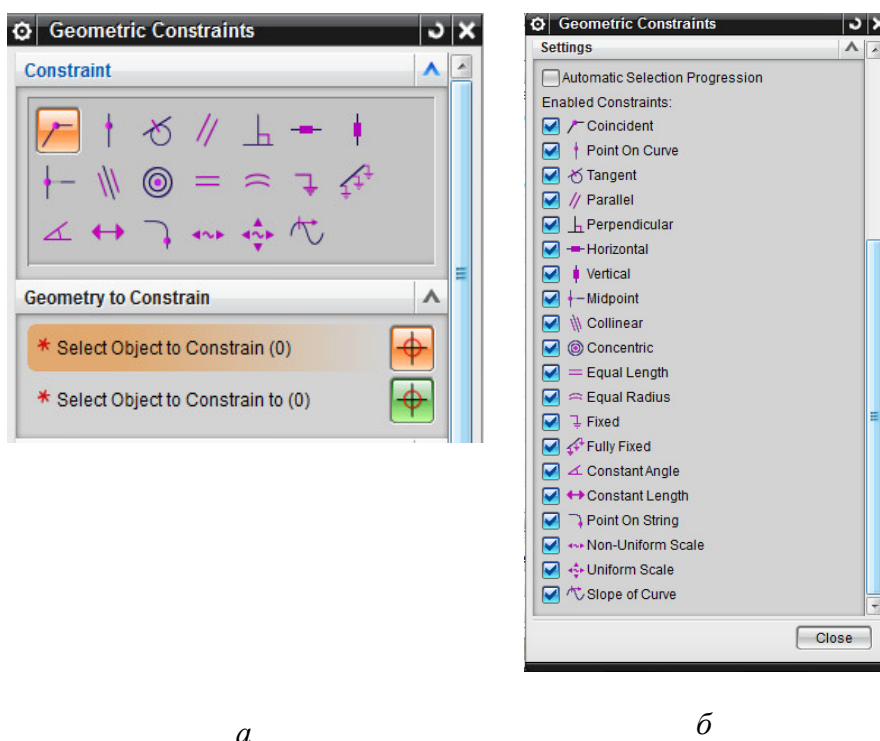 Geometric Constraints
Constraint
Geometry to Constrain
* Select Object to Constrain (0)
* Select Object to Constrain to (0)
а
Geometric Constraints
Settings
Automatic Selection Progression
Enabled Constraints:
Coincident
Point On Curve
Tangent
Parallel
Perpendicular
Horizontal
Vertical
Midpoint
Collinear
Concentric
Equal Length
Equal Radius
Fixed
Fully Fixed
Constant Angle
Constant Length
Point On String
Non-Uniform Scale
Uniform Scale
Slope of Curve
Close
б